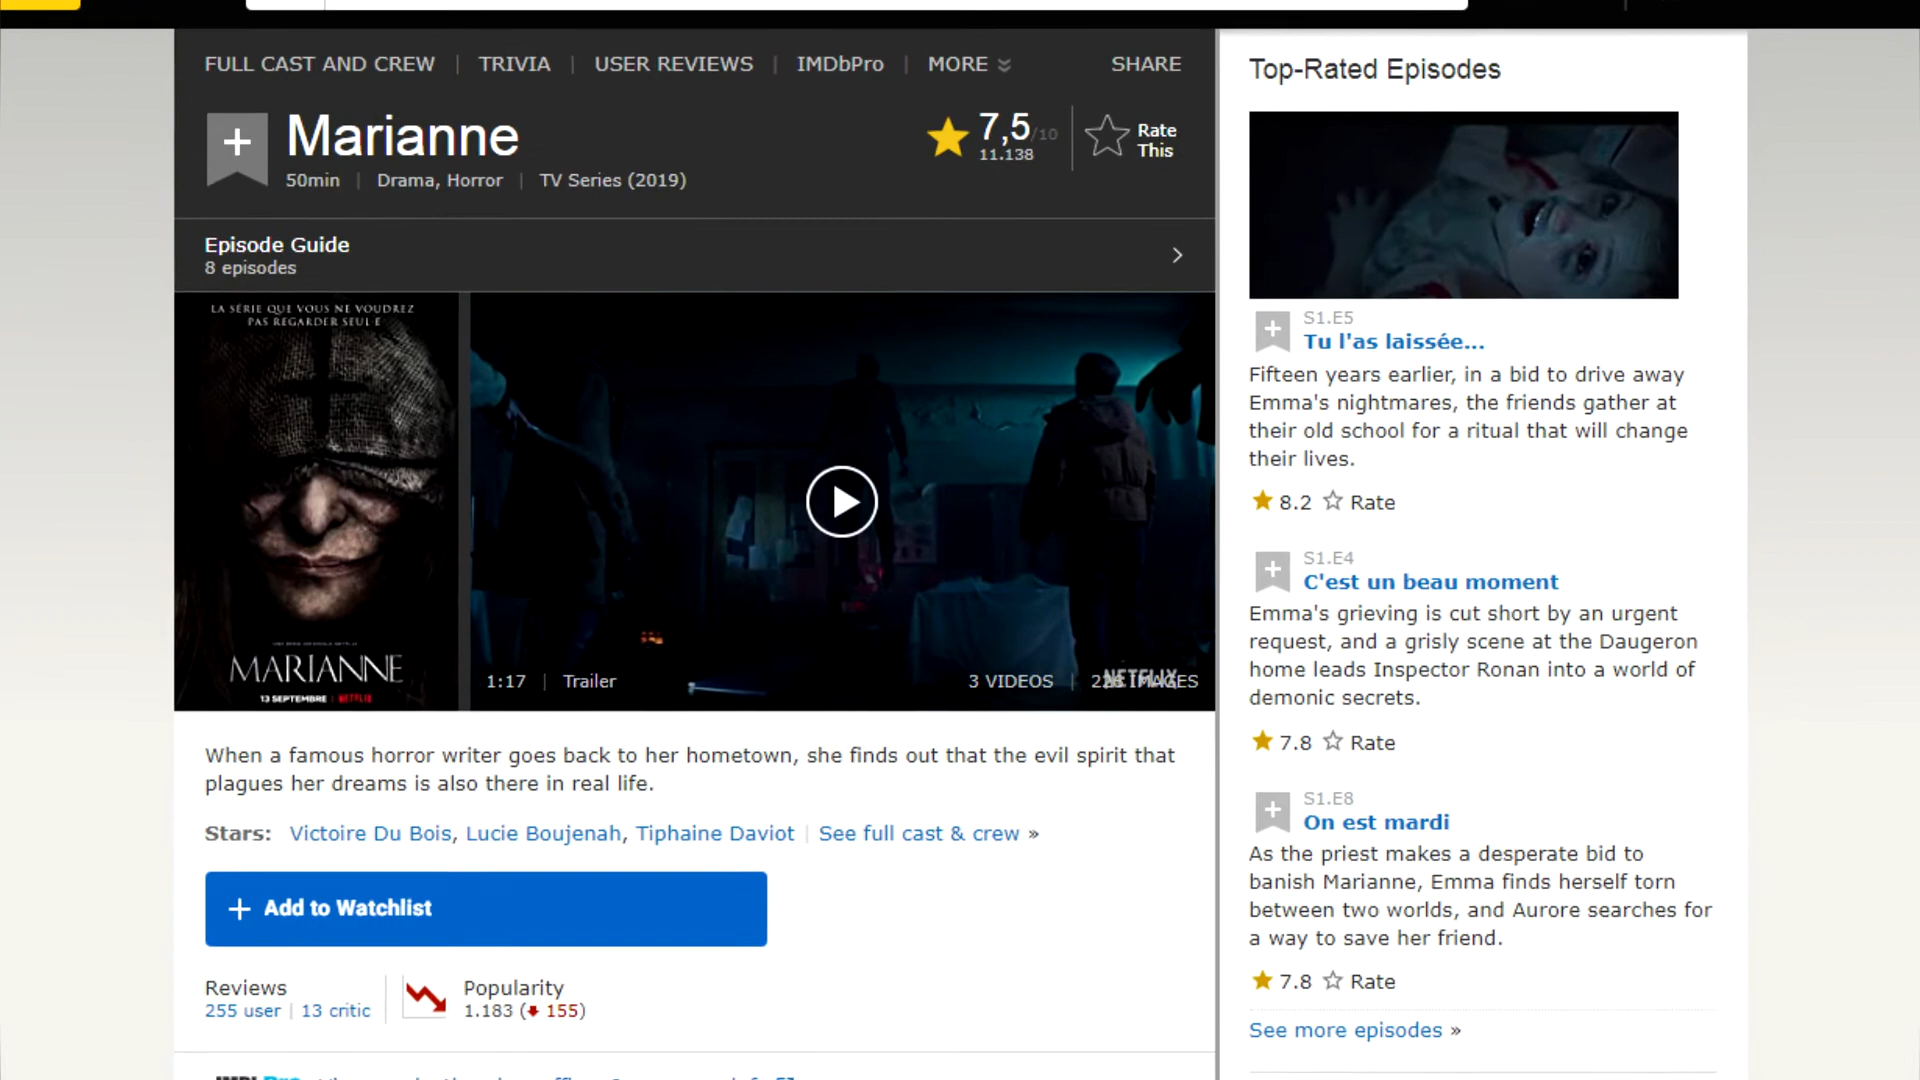 FULL CAST AND CREW | TRIVIA | USER REVIEWS | IMDbPro | MORE SHARE
Marianne
50min | Drama, Horror | TV Series (2019)
7,5/10
11.138
Rate
This
Episode Guide
8 episodes
LA SÉRIE QUE VOUS NE VOUDREZ
PAS REGARDER SEUL·E
MARIANNE
13 SEPTEMBRE | NETFLIX
1:17 | Trailer
3 VIDEOS | IMAGES
NETFLIX
When a famous horror writer goes back to her hometown, she finds out that the evil spirit that
plagues her dreams is also there in real life.
Stars: Victoire Du Bois, Lucie Boujenah, Tiphaine Daviot | See full cast & crew »
+ Add to Watchlist
Reviews
255 user | 13 critic
Popularity
1.183 (155)
Top-Rated Episodes
S1.E5
Tu l'as laissée...
Fifteen years earlier, in a bid to drive away
Emma's nightmares, the friends gather at
their old school for a ritual that will change
their lives.
8.2 Rate
S1.E4
C'est un beau moment
Emma's grieving is cut short by an urgent
request, and a grisly scene at the Daugeron
home leads Inspector Ronan into a world of
demonic secrets.
7.8 Rate
S1.E8
On est mardi
As the priest makes a desperate bid to
banish Marianne, Emma finds herself torn
between two worlds, and Aurore searches for
a way to save her friend.
7.8 Rate
See more episodes »